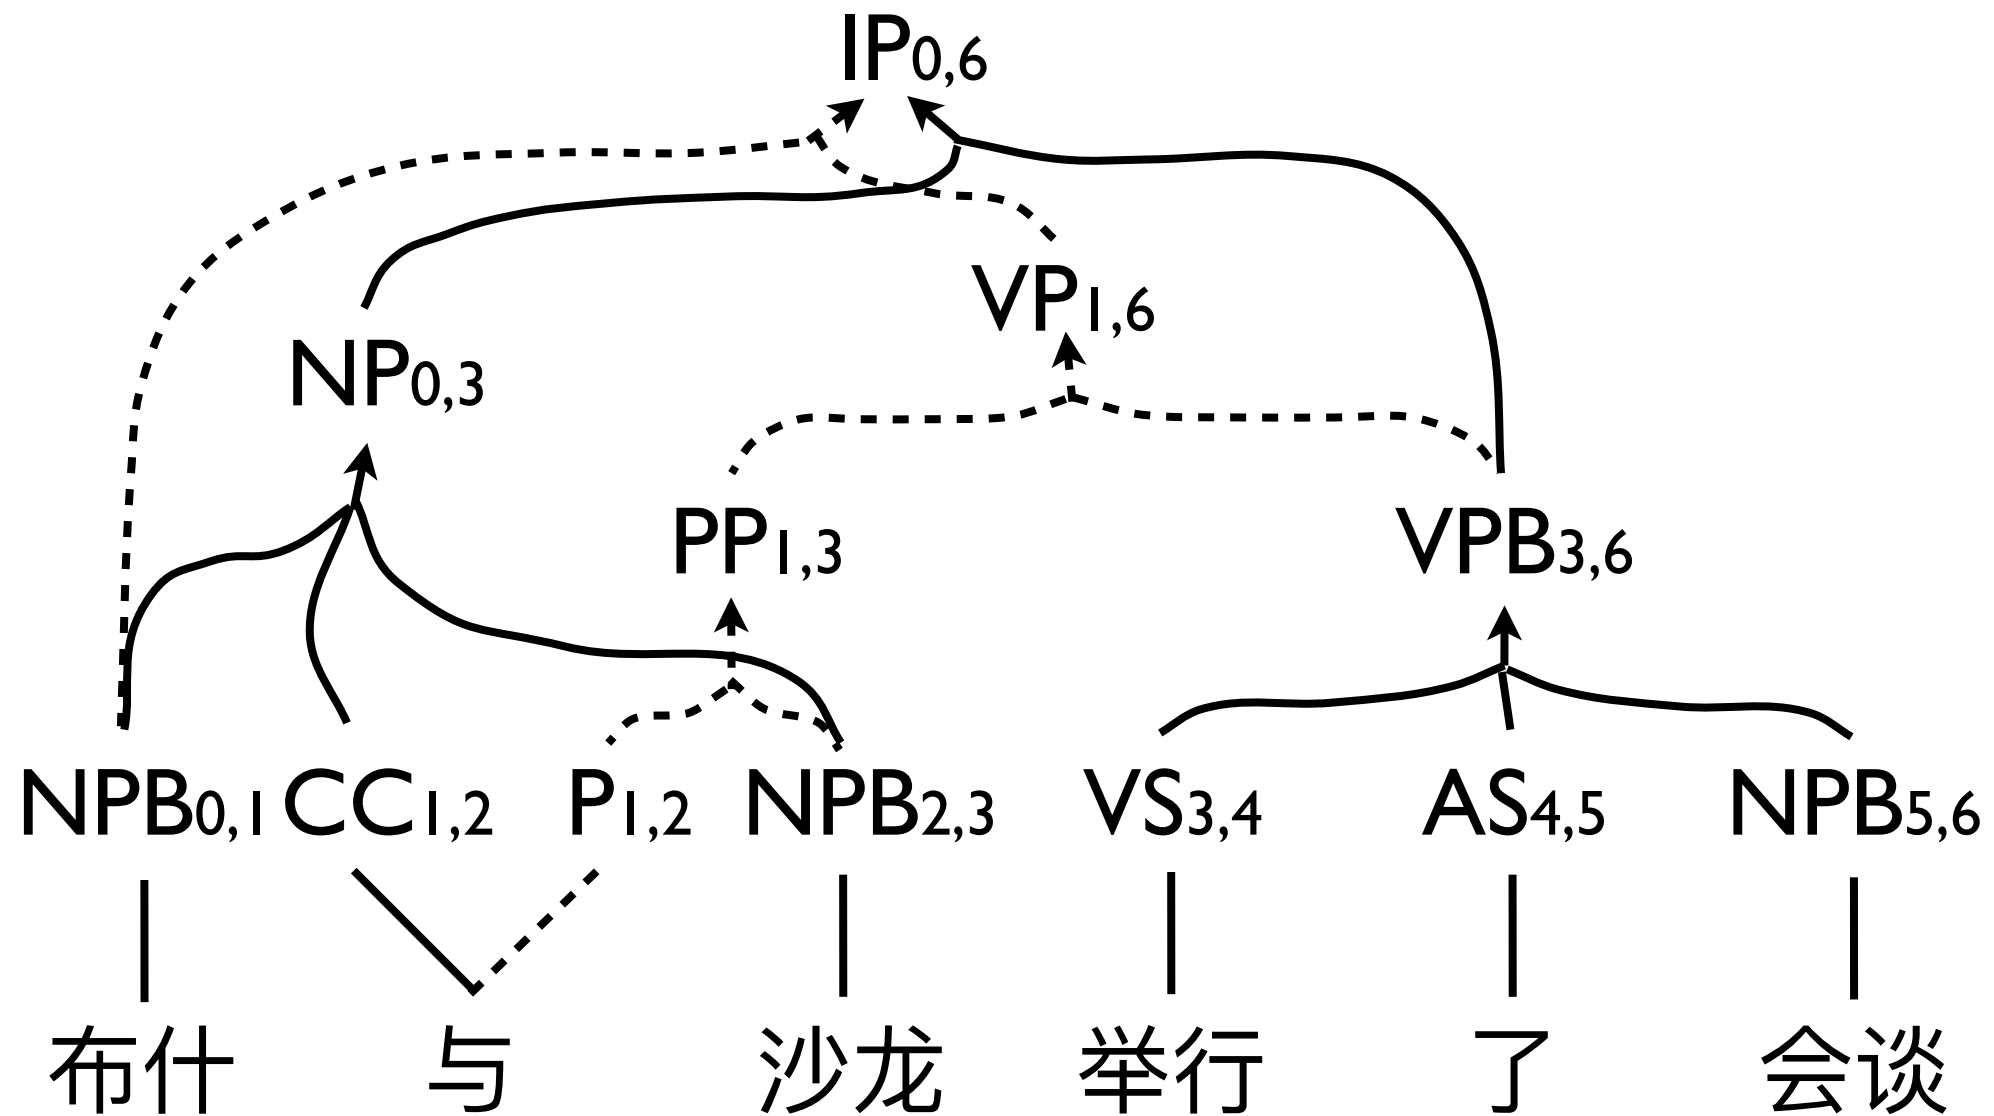 IP0,6
VP1,6
NP0,3
PP1,3 VPB3,6
NPB0,1 CC1,2 P1,2 NPB2,3 VS3,4 AS4,5 NPB5,6
布什 与 沙龙 举行 了 会谈